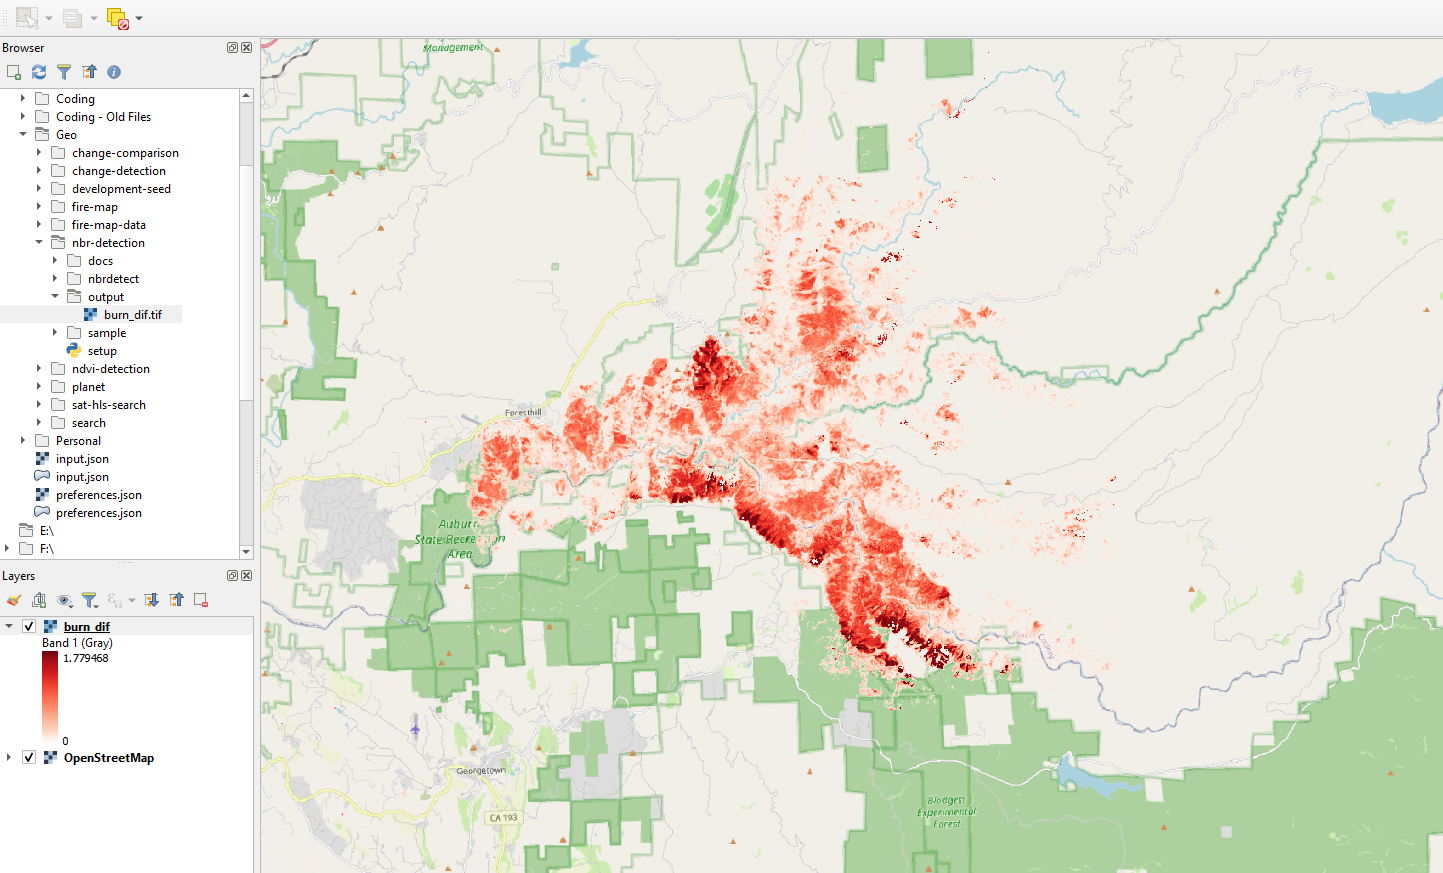 Browser
Coding
Coding - Old Files
Geo
change-comparison
change-detection
development-seed
fire-map
fire-map-data
nbr-detection
docs
nbrdetect
output
burn_dif.tif
sample
setup
ndvi-detection
planet
sat-hls-search
search
Personal
input.json
input.json
preferences.json
preferences.json
E:\
F:\
Layers
burn_dif
Band 1 (Gray)
1.779468
0
OpenStreetMap
Management
Foresthill
Auburn
State Recreation
Area
County
Georgetown
CA 193
Blodgett
Experimental
Forest